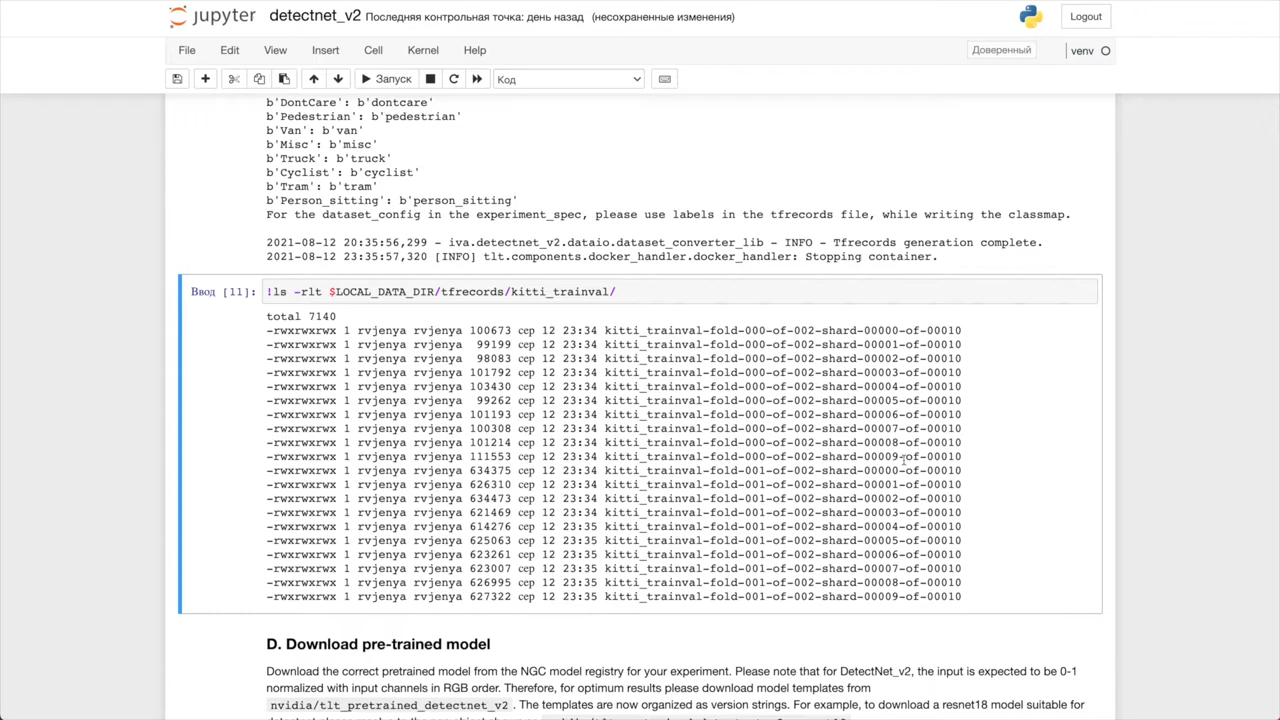 jupyter detectnet_v2 Последняя контрольная точка: день назад (несохраненные изменения) Logout
File Edit View Insert Cell Kernel Help Доверенный venv
Запуск Код
b'DontCare': b'dontcare'
b'Pedestrian': b'pedestrian'
b'Van': b'van'
b'Misc': b'misc'
b'Truck': b'truck'
b'Cyclist': b'cyclist'
b'Tram': b'tram'
b'Person_sitting': b'person_sitting'
For the dataset_config in the experiment_spec, please use labels in the tfrecords file, while writing the classmap.
2021-08-12 20:35:56,299 - iva.detectnet_v2.dataio.dataset_converter_lib - INFO - Tfrecords generation complete.
2021-08-12 23:35:57,320 [INFO] tlt.components.docker_handler.docker_handler: Stopping container.
Ввод [11]: !ls -rlt $LOCAL_DATA_DIR/tfrecords/kitti_trainval/
total 7140
-rwxrwxrwx 1 rvjenya rvjenya 100673 сер 12 23:34 kitti_trainval-fold-000-of-002-shard-00000-of-00010
-rwxrwxrwx 1 rvjenya rvjenya 99199 сер 12 23:34 kitti_trainval-fold-000-of-002-shard-00001-of-00010
-rwxrwxrwx 1 rvjenya rvjenya 98083 сер 12 23:34 kitti_trainval-fold-000-of-002-shard-00002-of-00010
-rwxrwxrwx 1 rvjenya rvjenya 101792 сер 12 23:34 kitti_trainval-fold-000-of-002-shard-00003-of-00010
-rwxrwxrwx 1 rvjenya rvjenya 103430 сер 12 23:34 kitti_trainval-fold-000-of-002-shard-00004-of-00010
-rwxrwxrwx 1 rvjenya rvjenya 99262 сер 12 23:34 kitti_trainval-fold-000-of-002-shard-00005-of-00010
-rwxrwxrwx 1 rvjenya rvjenya 101193 сер 12 23:34 kitti_trainval-fold-000-of-002-shard-00006-of-00010
-rwxrwxrwx 1 rvjenya rvjenya 100308 сер 12 23:34 kitti_trainval-fold-000-of-002-shard-00007-of-00010
-rwxrwxrwx 1 rvjenya rvjenya 101214 сер 12 23:34 kitti_trainval-fold-000-of-002-shard-00008-of-00010
-rwxrwxrwx 1 rvjenya rvjenya 111553 сер 12 23:34 kitti_trainval-fold-000-of-002-shard-00009-of-00010
-rwxrwxrwx 1 rvjenya rvjenya 634375 сер 12 23:34 kitti_trainval-fold-001-of-002-shard-00000-of-00010
-rwxrwxrwx 1 rvjenya rvjenya 626310 сер 12 23:34 kitti_trainval-fold-001-of-002-shard-00001-of-00010
-rwxrwxrwx 1 rvjenya rvjenya 634473 сер 12 23:34 kitti_trainval-fold-001-of-002-shard-00002-of-00010
-rwxrwxrwx 1 rvjenya rvjenya 621469 сер 12 23:34 kitti_trainval-fold-001-of-002-shard-00003-of-00010
-rwxrwxrwx 1 rvjenya rvjenya 614276 сер 12 23:35 kitti_trainval-fold-001-of-002-shard-00004-of-00010
-rwxrwxrwx 1 rvjenya rvjenya 625063 сер 12 23:35 kitti_trainval-fold-001-of-002-shard-00005-of-00010
-rwxrwxrwx 1 rvjenya rvjenya 623261 сер 12 23:35 kitti_trainval-fold-001-of-002-shard-00006-of-00010
-rwxrwxrwx 1 rvjenya rvjenya 623007 сер 12 23:35 kitti_trainval-fold-001-of-002-shard-00007-of-00010
-rwxrwxrwx 1 rvjenya rvjenya 626995 сер 12 23:35 kitti_trainval-fold-001-of-002-shard-00008-of-00010
-rwxrwxrwx 1 rvjenya rvjenya 627322 сер 12 23:35 kitti_trainval-fold-001-of-002-shard-00009-of-00010
D. Download pre-trained model
Download the correct pretrained model from the NGC model registry for your experiment. Please note that for DetectNet_v2, the input is expected to be 0-1
normalized with input channels in RGB order. Therefore, for optimum results please download model templates from
nvidia/tlt_pretrained_detectnet_v2. The templates are now organized as version strings. For example, to download a resnet18 model suitable for